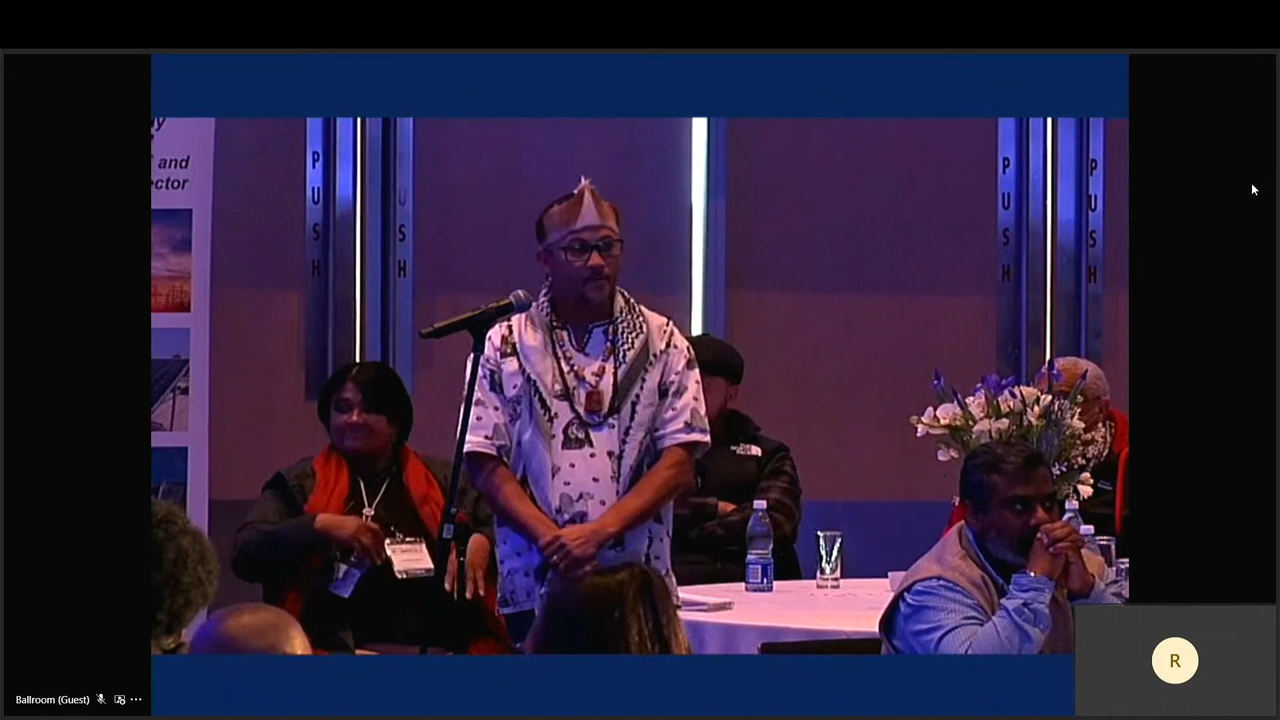 and
ector
PUSH
PUSH
PUSH
PUSH
THE
NORTH
FACE
Ballroom (Guest)
R